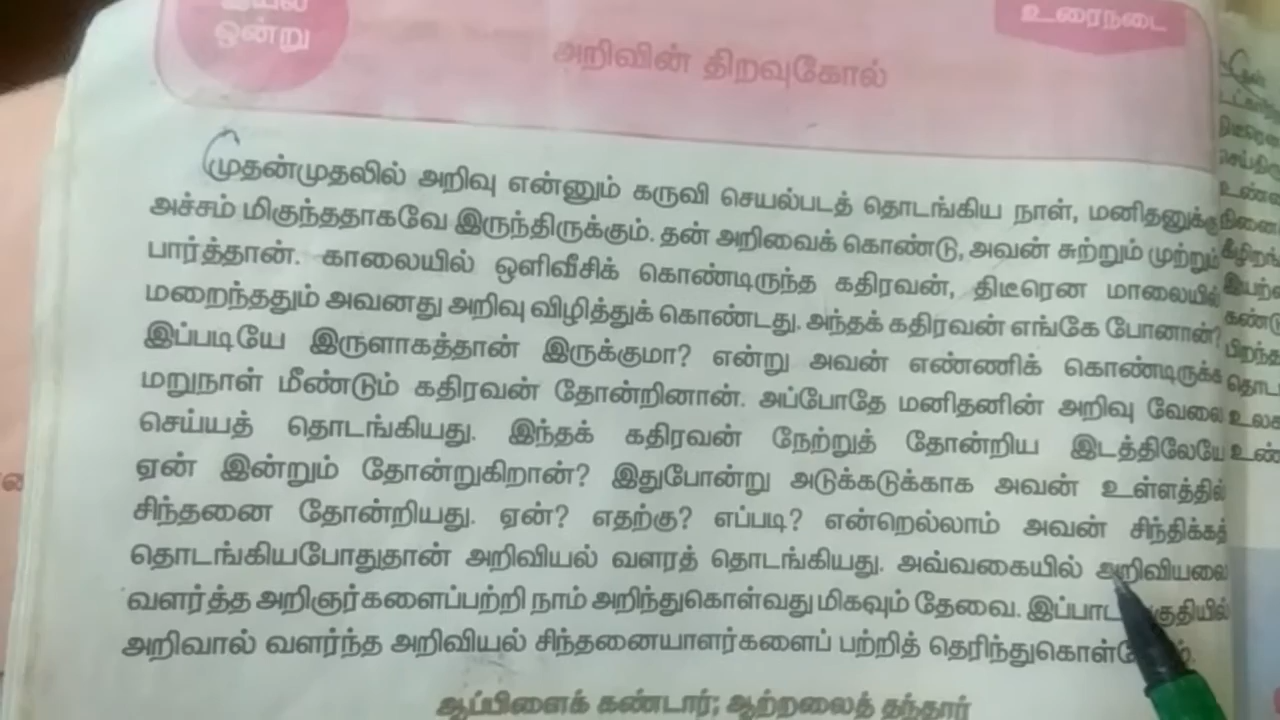 இயல்
ஒன்று
உரைநடை
அறிவின் திறவுகோல்
முதன்முதலில் அறிவு என்னும் கருவி செயல்படத் தொடங்கிய நாள், மனிதனுக்கு
அச்சம் மிகுந்ததாகவே இருந்திருக்கும். தன் அறிவைக் கொண்டு, அவன் சுற்றும் முற்றும்
பார்த்தான். காலையில் ஒளிவீசிக் கொண்டிருந்த கதிரவன், திடீரென மாலையில்
மறைந்ததும் அவனது அறிவு விழித்துக் கொண்டது. அந்தக் கதிரவன் எங்கே போனான்?
இப்படியே இருளாகத்தான் இருக்குமா? என்று அவன் எண்ணிக் கொண்டிருக்க
மறுநாள் மீண்டும் கதிரவன் தோன்றினான். அப்போதே மனிதனின் அறிவு வேலை
செய்யத் தொடங்கியது. இந்தக் கதிரவன் நேற்றுத் தோன்றிய இடத்திலேயே
ஏன் இன்றும் தோன்றுகிறான்? இதுபோன்று அடுக்கடுக்காக அவன் உள்ளத்தில்
சிந்தனை தோன்றியது. ஏன்? எதற்கு? எப்படி? என்றெல்லாம் அவன் சிந்திக்கத்
தொடங்கியபோதுதான் அறிவியல் வளரத் தொடங்கியது. அவ்வகையில் அறிவியலை
வளர்த்த அறிஞர்களைப்பற்றி நாம் அறிந்துகொள்வது மிகவும் தேவை.
அறிவால் வளர்ந்த அறிவியல் சிந்தனையாளர்களைப் பற்றித்
ஆப்பிளைக் கண்டார்; ஆற்றலைத் தந்தார்